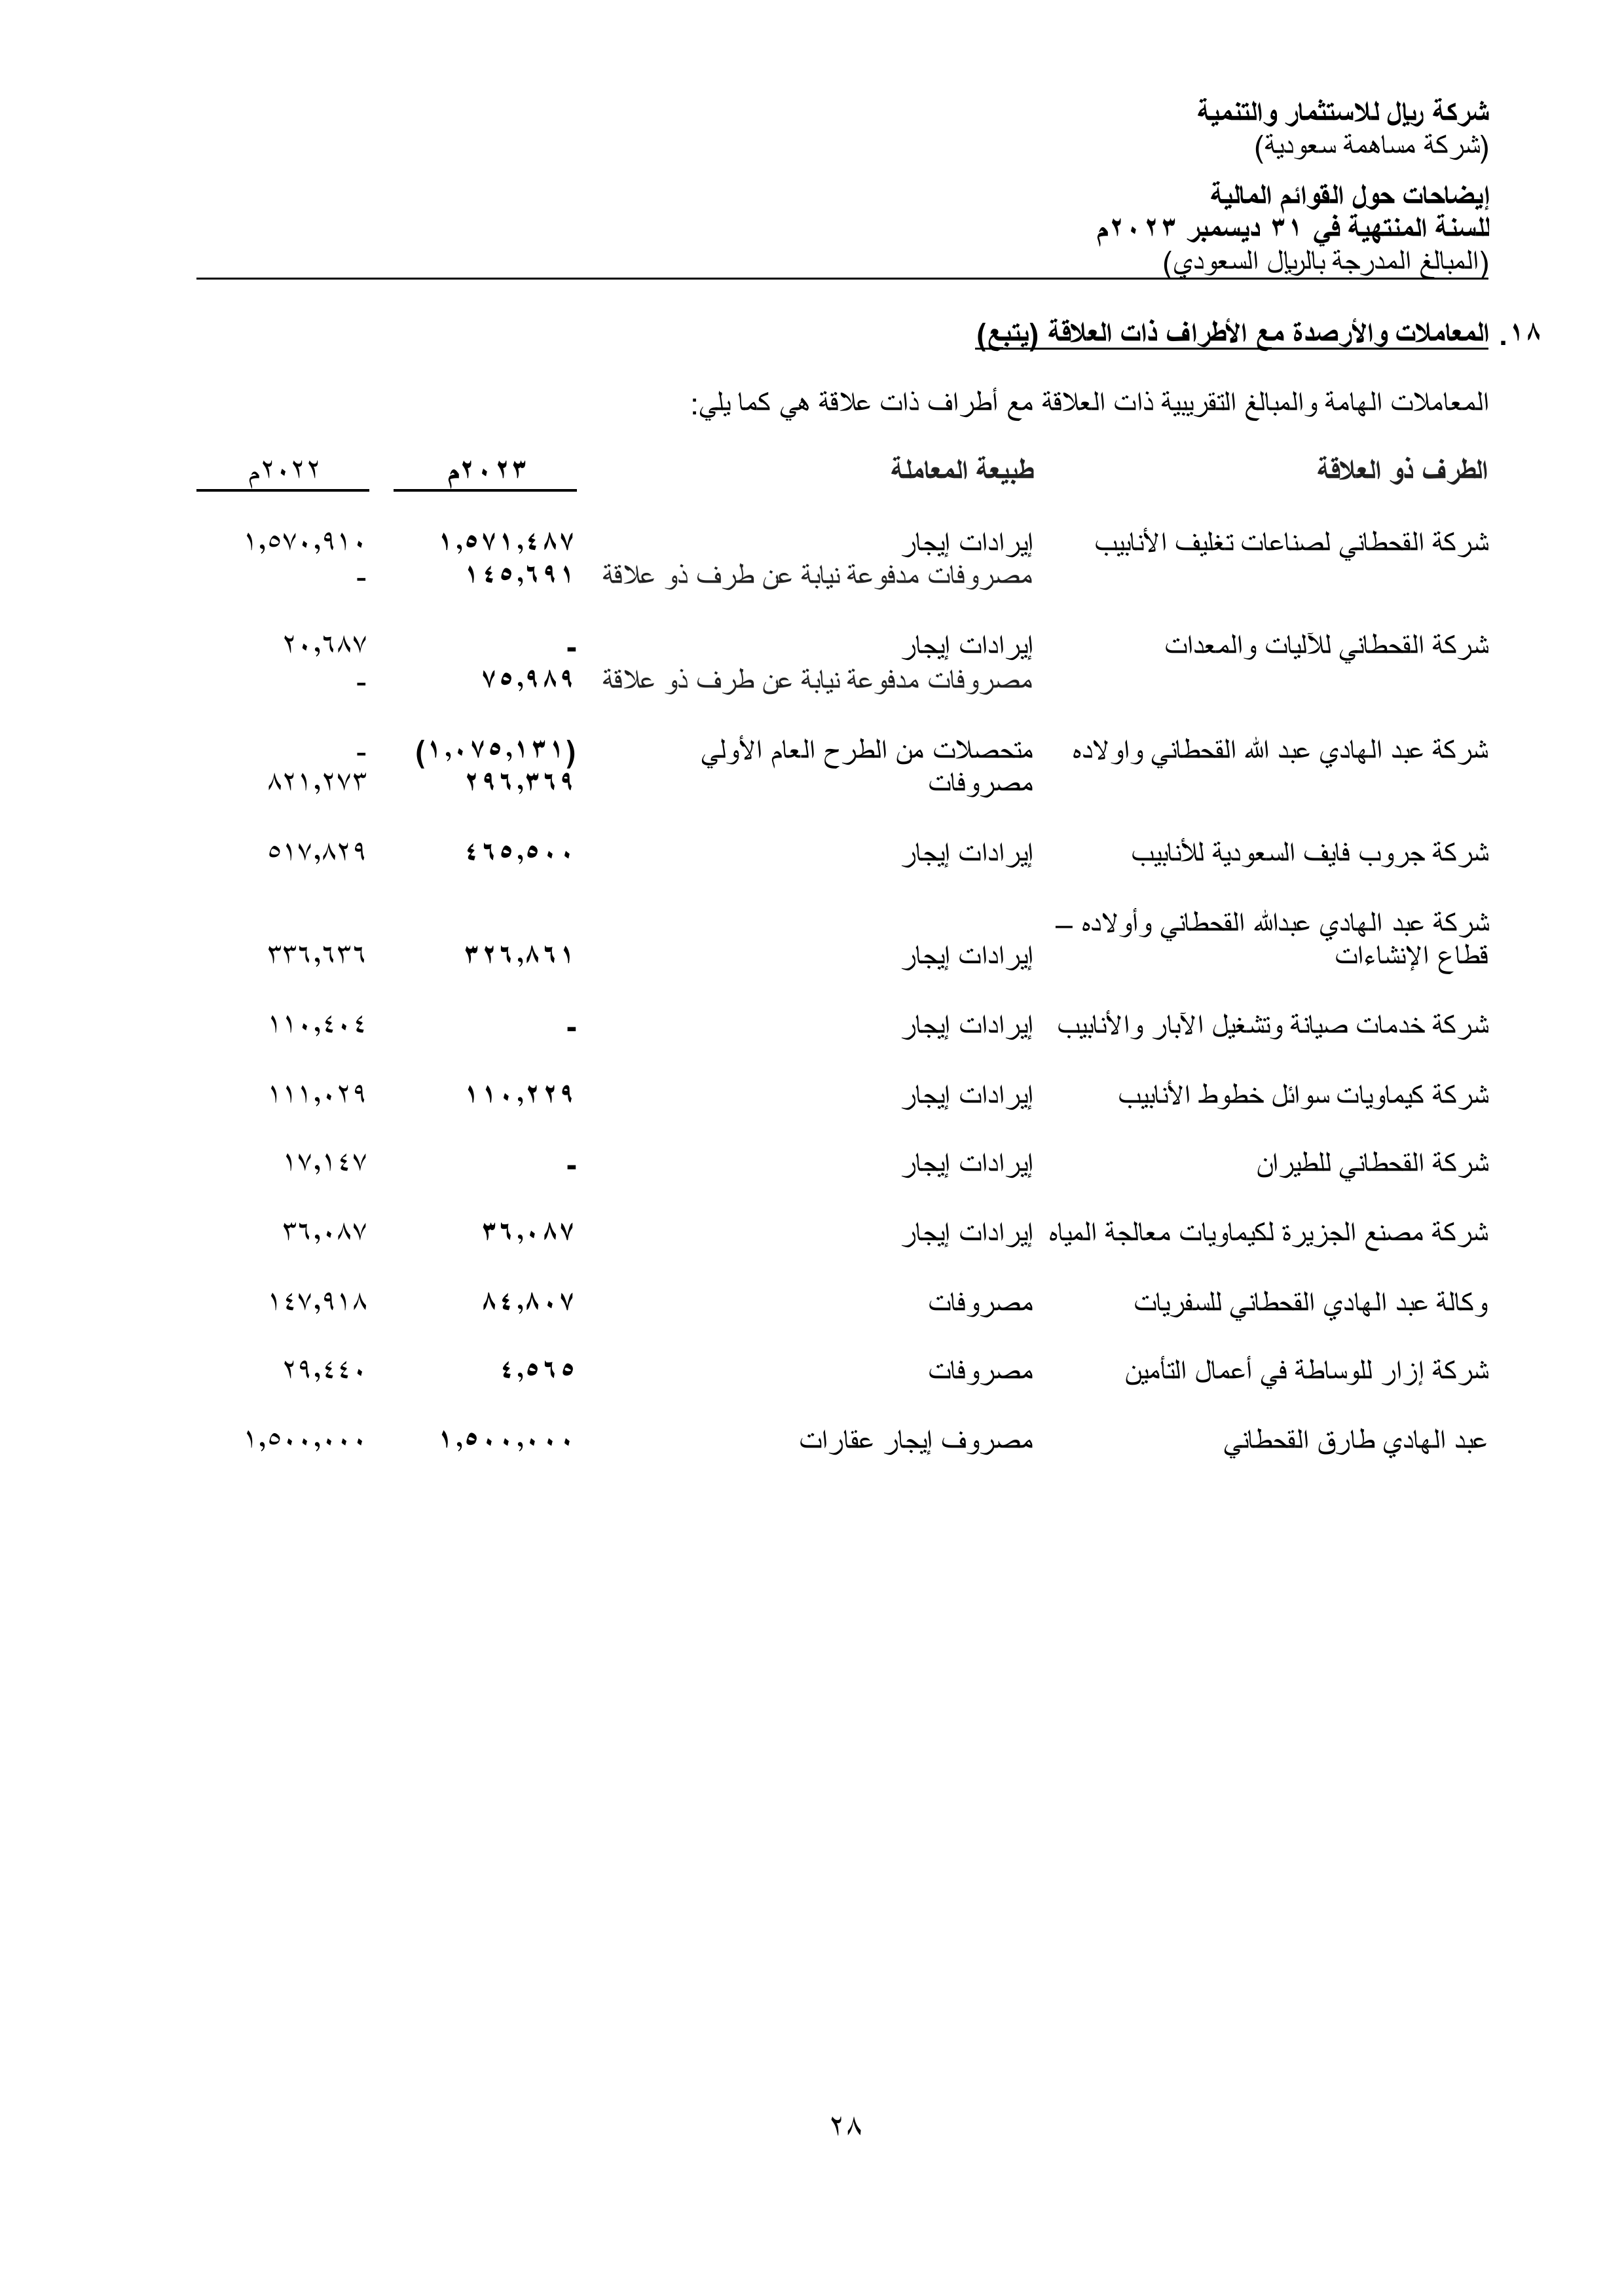 شركة ريال للاستثمار والتنمية
(شركة مساهمة سعودية)
إيضاحات حول القوائم المالية
للسنة المنتهية في ٣١ ديسمبر ٢٠٢٣م
(المبالغ المدرجة بالريال السعودي)
١٨. المعاملات والأرصدة مع الأطراف ذات العلاقة (يتبع)
المعاملات الهامة والمبالغ التقريبية ذات العلاقة مع أطراف ذات علاقة هي كما يلي:
الطرف ذو العلاقة طبيعة المعاملة ٢٠٢٣م ٢٠٢٢م
شركة القحطاني لصناعات تغليف الأنابيب إيرادات إيجار ١,٥٧١,٤٨٧ ١,٥٧٠,٩١٠
مصروفات مدفوعة نيابة عن طرف ذو علاقة ١٤٥,٦٩١ -
شركة القحطاني للآليات والمعدات إيرادات إيجار - ٢٠,٦٨٧
مصروفات مدفوعة نيابة عن طرف ذو علاقة ٧٥,٩٨٩ -
شركة عبد الهادي عبد الله القحطاني واولاده متحصلات من الطرح العام الأولي (١,٠٧٥,١٣١) -
مصروفات ٢٩٦,٣٦٩ ٨٢١,٢٧٣
شركة جروب فايف السعودية للأنابيب إيرادات إيجار ٤٦٥,٥٠٠ ٥١٧,٨٢٩
شركة عبد الهادي عبدالله القحطاني وأولاده –
قطاع الإنشاءات إيرادات إيجار ٣٢٦,٨٦١ ٣٣٦,٦٣٦
شركة خدمات صيانة وتشغيل الآبار والأنابيب إيرادات إيجار - ١١٠,٤٠٤
شركة كيماويات سوائل خطوط الأنابيب إيرادات إيجار ١١٠,٢٢٩ ١١١,٠٢٩
شركة القحطاني للطيران إيرادات إيجار - ١٧,١٤٧
شركة مصنع الجزيرة لكيماويات معالجة المياه إيرادات إيجار ٣٦,٠٨٧ ٣٦,٠٨٧
وكالة عبد الهادي القحطاني للسفريات مصروفات ٨٤,٨٠٧ ١٤٧,٩١٨
شركة إزار للوساطة في أعمال التأمين مصروفات ٤,٥٦٥ ٢٩,٤٤٠
عبد الهادي طارق القحطاني مصروف إيجار عقارات ١,٥٠٠,٠٠٠ ١,٥٠٠,٠٠٠
٢٨